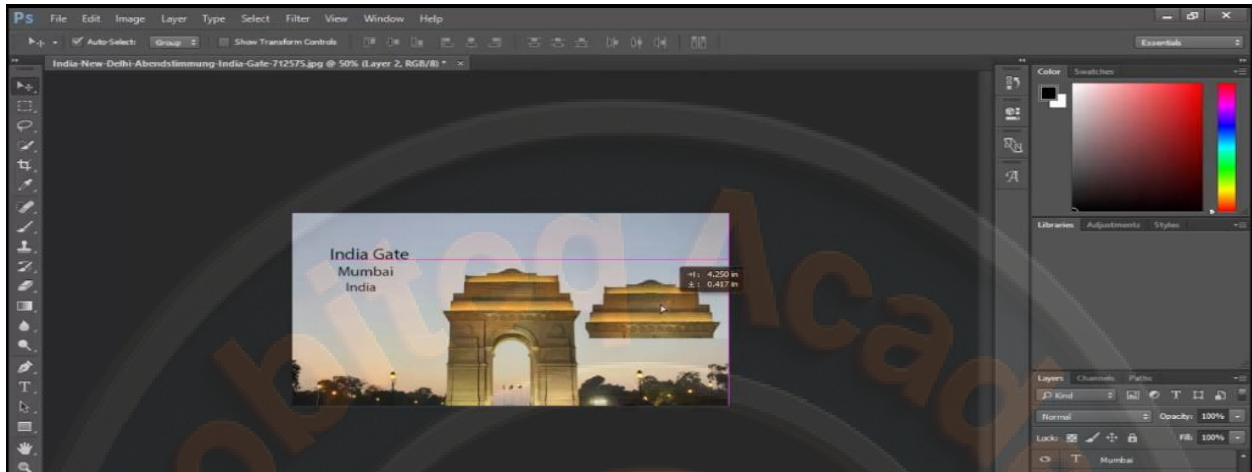 Ps File Edit Image Layer Type Select Filter View Window Help
Auto-Select: Group Show Transform Controls Essentials
India-New-Delhi-Abendstimmung-India-Gate-712575.jpg @ 50% (Layer 2, RGB/8) * ×
Color Swatches
India Gate
Mumbai
India
4.250 in
0.417 in
Libraries Adjustments Styles
Layers Channels Paths
Kind
Normal Opacity: 100%
Lock: Fill: 100%
T Mumbai